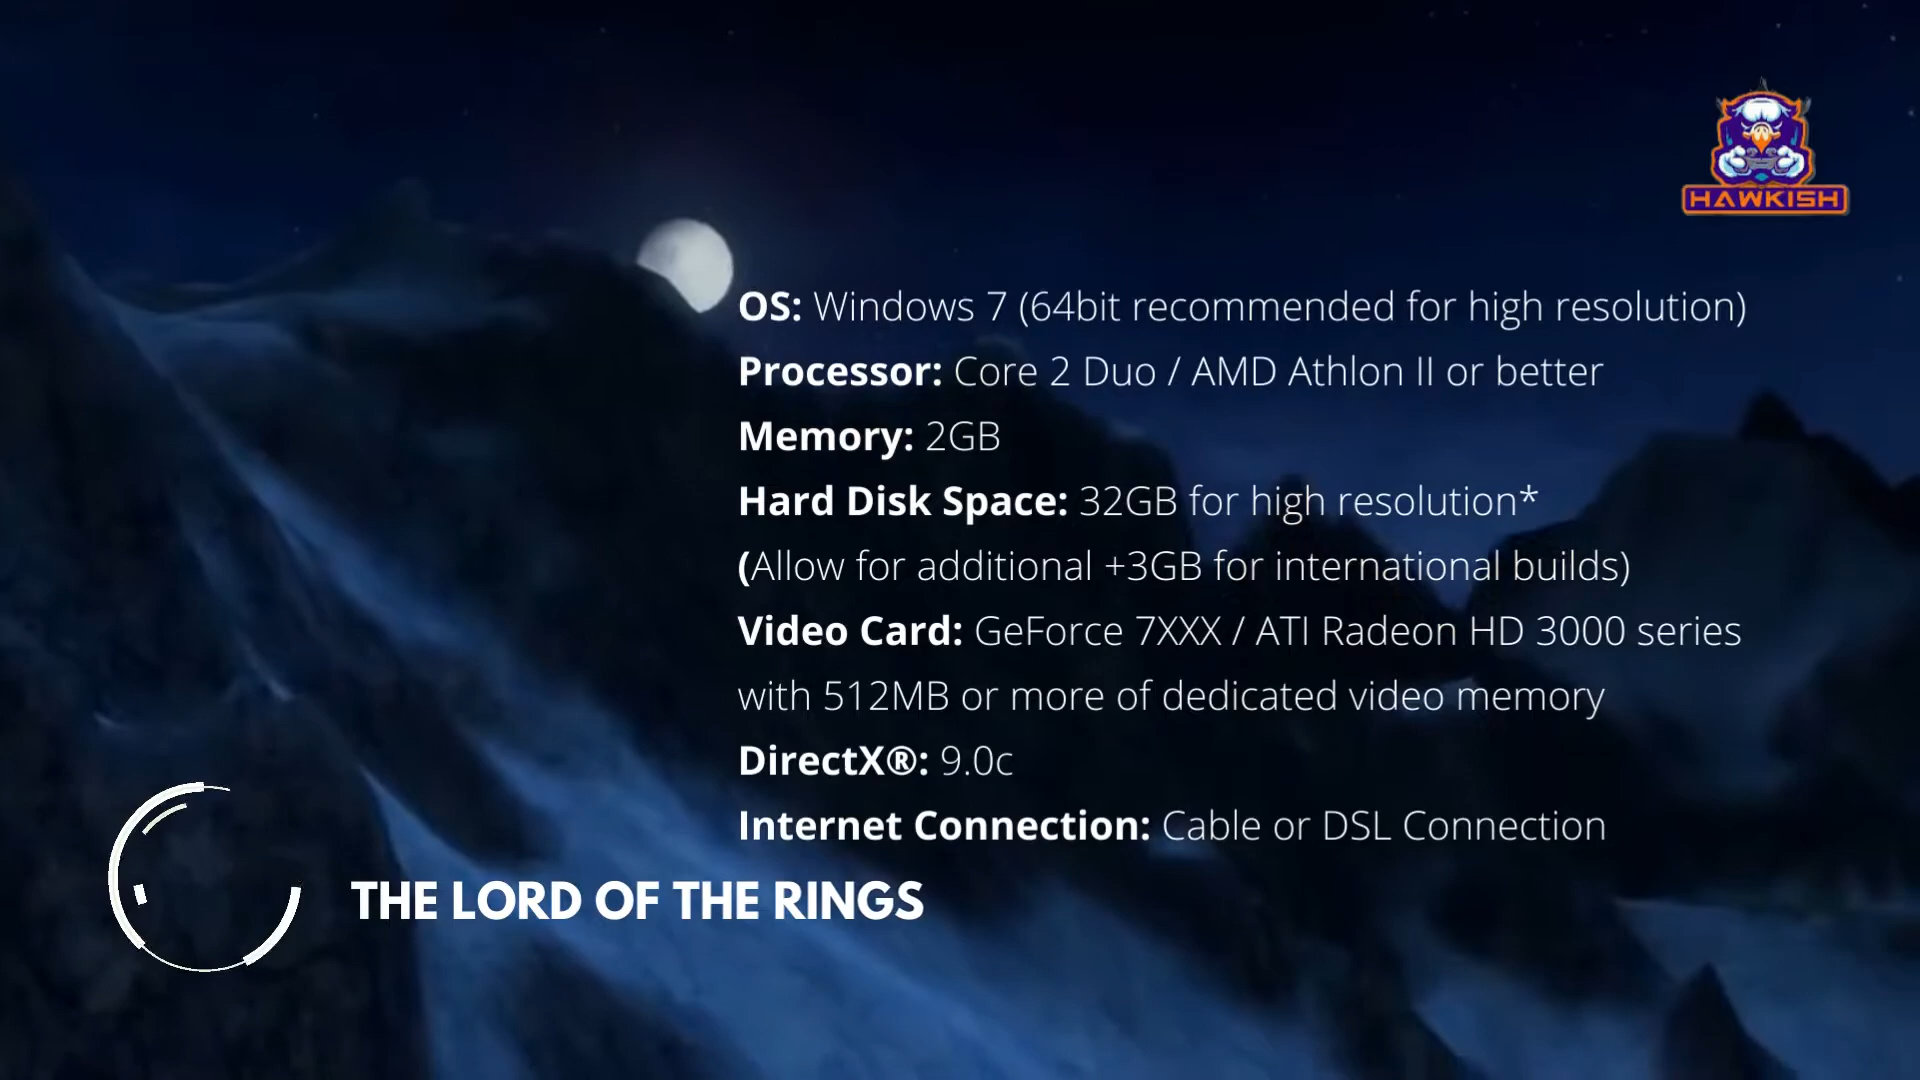 HAWKISH
OS: Windows 7 (64bit recommended for high resolution)
Processor: Core 2 Duo / AMD Athlon II or better
Memory: 2GB
Hard Disk Space: 32GB for high resolution*
(Allow for additional +3GB for international builds)
Video Card: GeForce 7XXX / ATI Radeon HD 3000 series
with 512MB or more of dedicated video memory
DirectX®: 9.0c
Internet Connection: Cable or DSL Connection
THE LORD OF THE RINGS